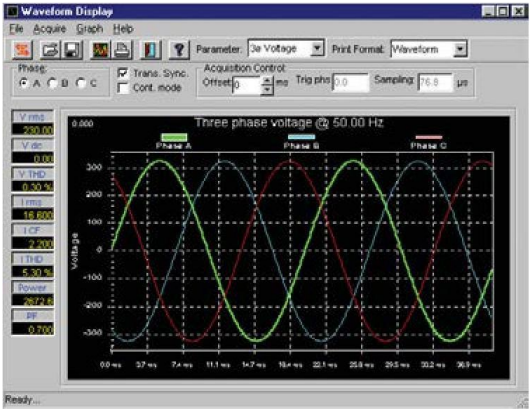 Waveform Display
File Acquire Graph Help
Parameter: 3ø Voltage Print Format: Waveform
Phase: Trans. Sync. Acquisition Control:
A B C Cont. mode Offset: 0 ms Trig phs 0.0 Sampling: 76.8 µs
V rms
230.00
V dc
0.00
V THD
0.30 %
I rms
16.600
I CF
2.200
I THD
5.30 %
Power
2672.6
PF
0.700
0.000 Three phase voltage @ 50.00 Hz
Phase A Phase B Phase C
Voltage
300
200
100
0
-100
-200
-300
0.0 ms 3.7 ms 7.4 ms 11.1 ms 14.7 ms 18.4 ms 22.1 ms 25.8 ms 29.5 ms 33.2 ms 36.9 ms
Ready...